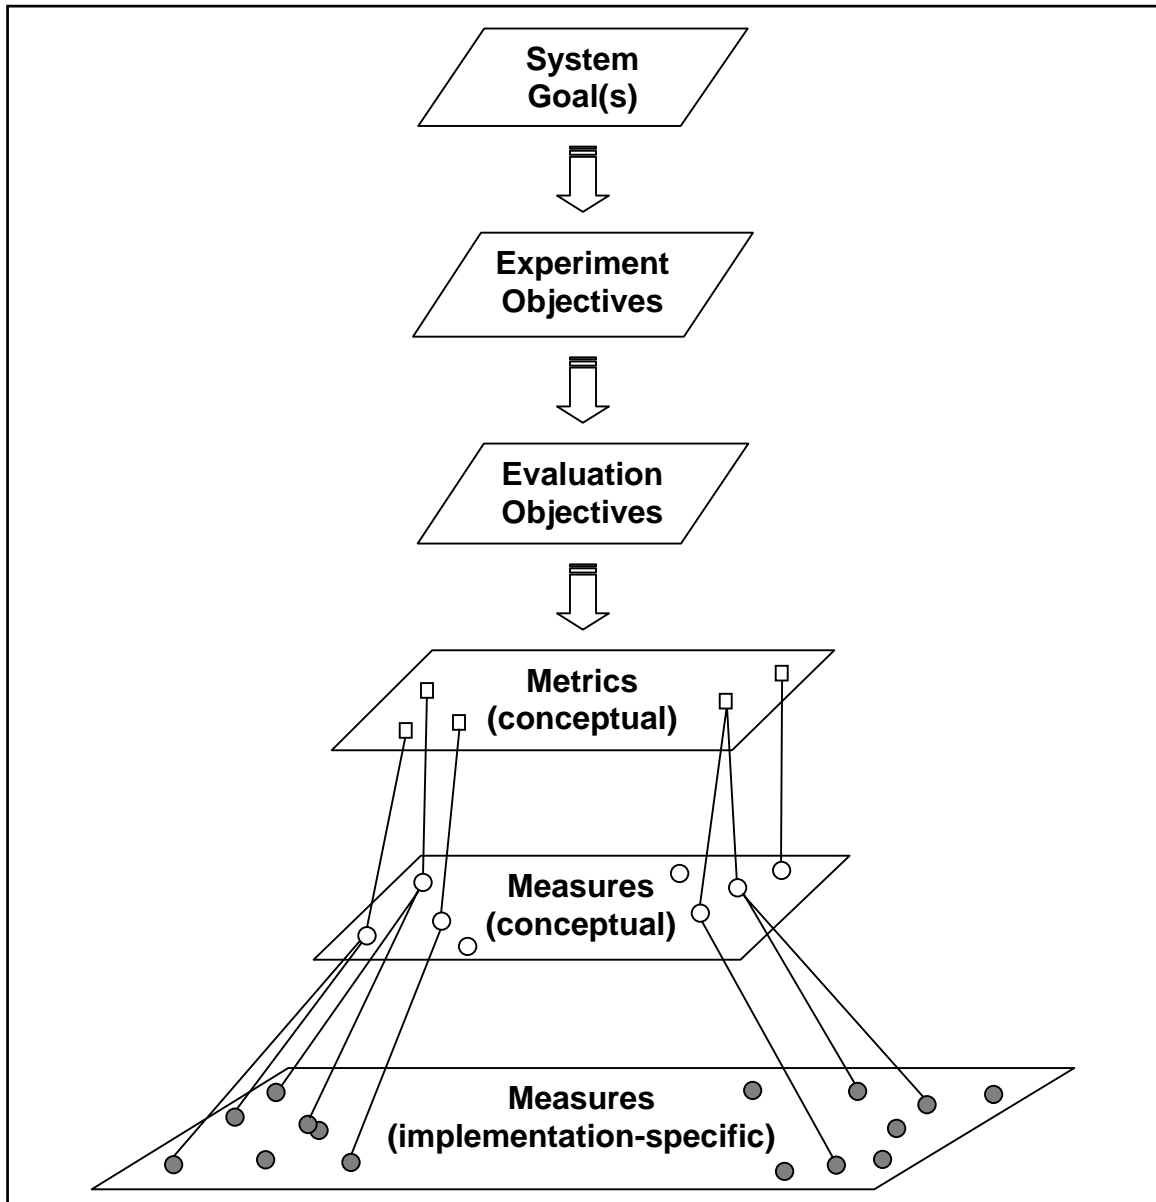 System
Goal(s)
Experiment
Objectives
Evaluation
Objectives
Metrics
(conceptual)
Measures
(conceptual)
Measures
(implementation-specific)